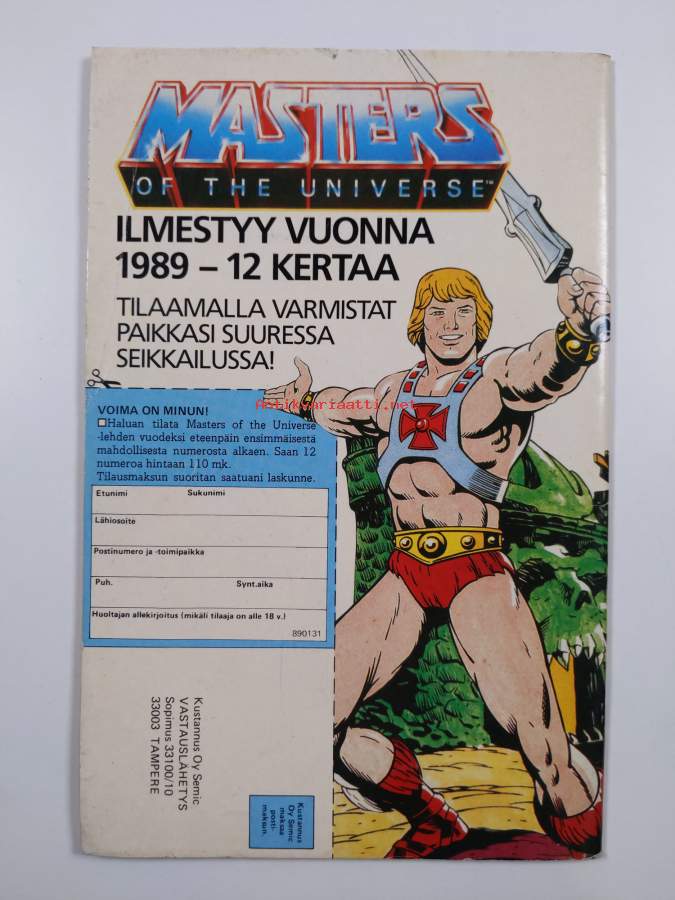 MASTERS
OF THE UNIVERSE™
ILMESTYY VUONNA
1989 – 12 KERTAA
TILAAMALLA VARMISTAT
PAIKKASI SUURESSA
SEIKKAILUSSA!
Antikvariaatti.net
VOIMA ON MINUN!
☐Haluan tilata Masters of the Universe
-lehden vuodeksi eteenpäin ensimmäisestä
mahdollisesta numerosta alkaen. Saan 12
numeroa hintaan 110 mk.
Tilausmaksun suoritan saatuani laskunne.
Etunimi Sukunimi
Lähiosoite
Postinumero ja -toimipaikka
Puh. Synt.aika
Huoltajan allekirjoitus (mikäli tilaaja on alle 18 v.)
890131
Kustannus Oy Semic
VASTAUSLÄHETYS
Sopimus 33100/10
33003 TAMPERE
Kustannus
Oy Semic
maksaa
posti-
maksun.